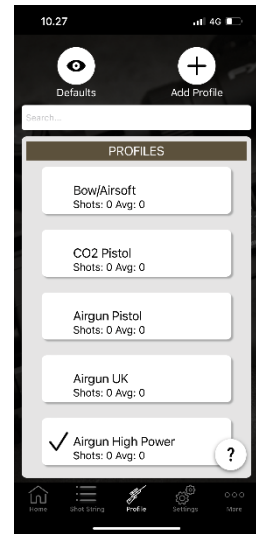 10.27
4G
Defaults
Add Profile
Search...
PROFILES
Bow/Airsoft
Shots: 0 Avg: 0
CO2 Pistol
Shots: 0 Avg: 0
Airgun Pistol
Shots: 0 Avg: 0
Airgun UK
Shots: 0 Avg: 0
Airgun High Power
Shots: 0 Avg: 0
?
Home
Shot String
Profile
Settings
More